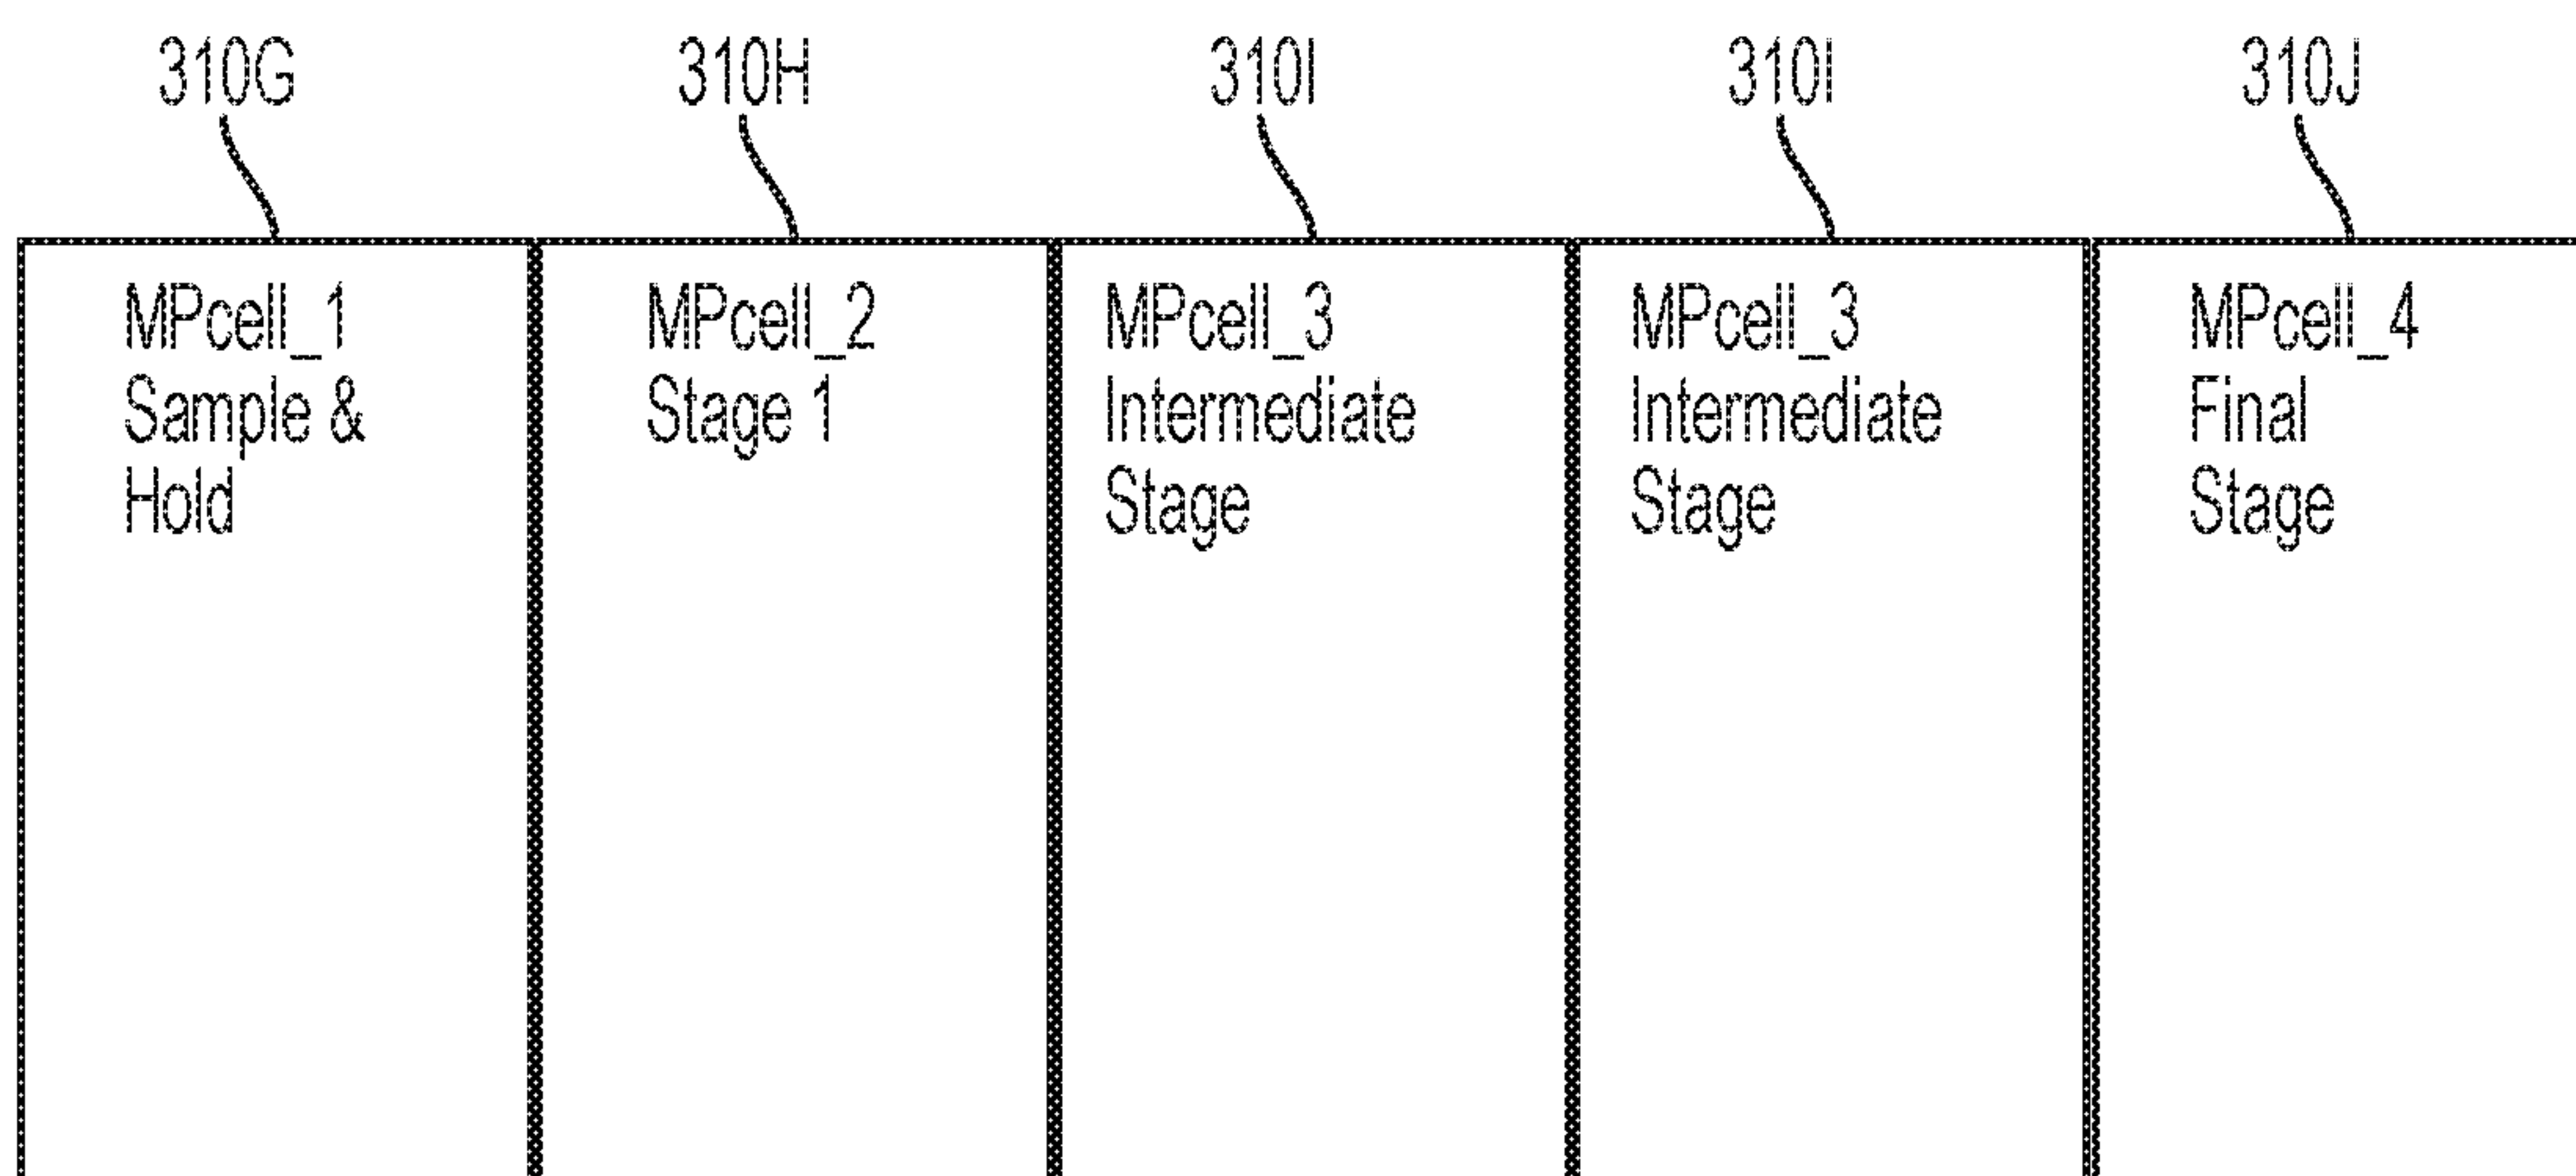 310G 310H 310I 310I 310J
MPcell_1
Sample &
Hold
MPcell_2
Stage 1
MPcell_3
Intermediate
Stage
MPcell_3
Intermediate
Stage
MPcell_4
Final
Stage